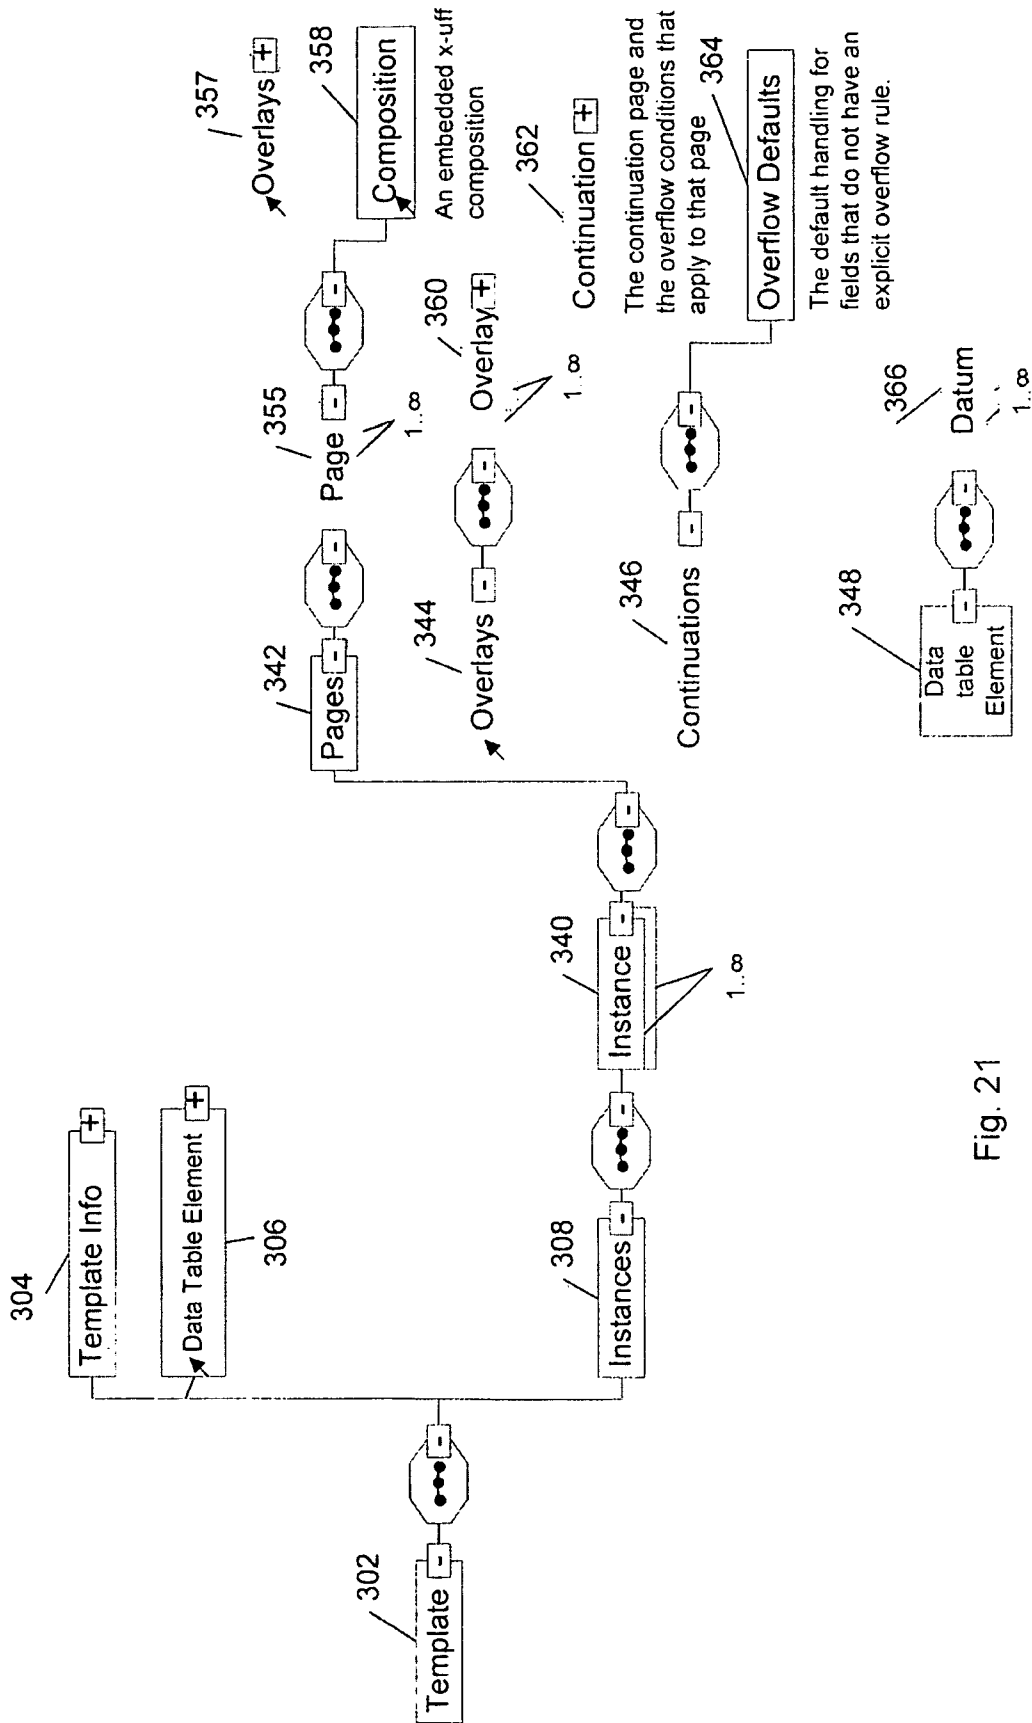 302
Template
304
Template Info
Data Table Element
306
308
Instances
340
Instance
1..∞
342
Pages
355
Page
1..∞
357
Overlays
358
Composition
An embedded x-uff
composition
344
Overlays
360
Overlay
1..∞
346
Continuations
362
Continuation
The continuation page and
the overflow conditions that
apply to that page
364
Overflow Defaults
The default handling for
fields that do not have an
explicit overflow rule.
348
Data
table
Element
366
Datum
1..∞
Fig. 21